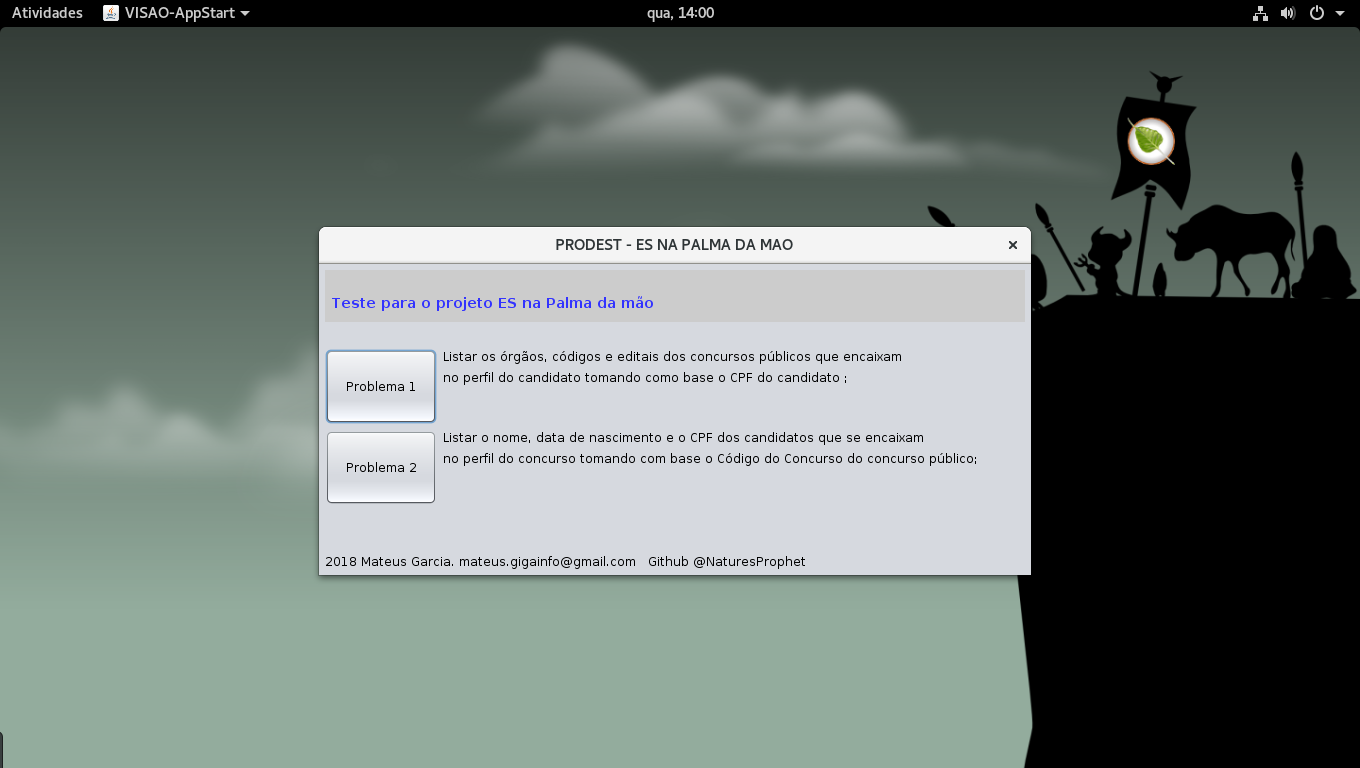 Atividades VISAO-AppStart qua, 14:00
PRODEST - ES NA PALMA DA MAO
Teste para o projeto ES na Palma da mão
Listar os órgãos, códigos e editais dos concursos públicos que encaixam
Problema 1
no perfil do candidato tomando como base o CPF do candidato ;
Listar o nome, data de nascimento e o CPF dos candidatos que se encaixam
Problema 2
no perfil do concurso tomando com base o Código do Concurso do concurso público;
2018 Mateus Garcia. mateus.gigainfo@gmail.com Github @NaturesProphet